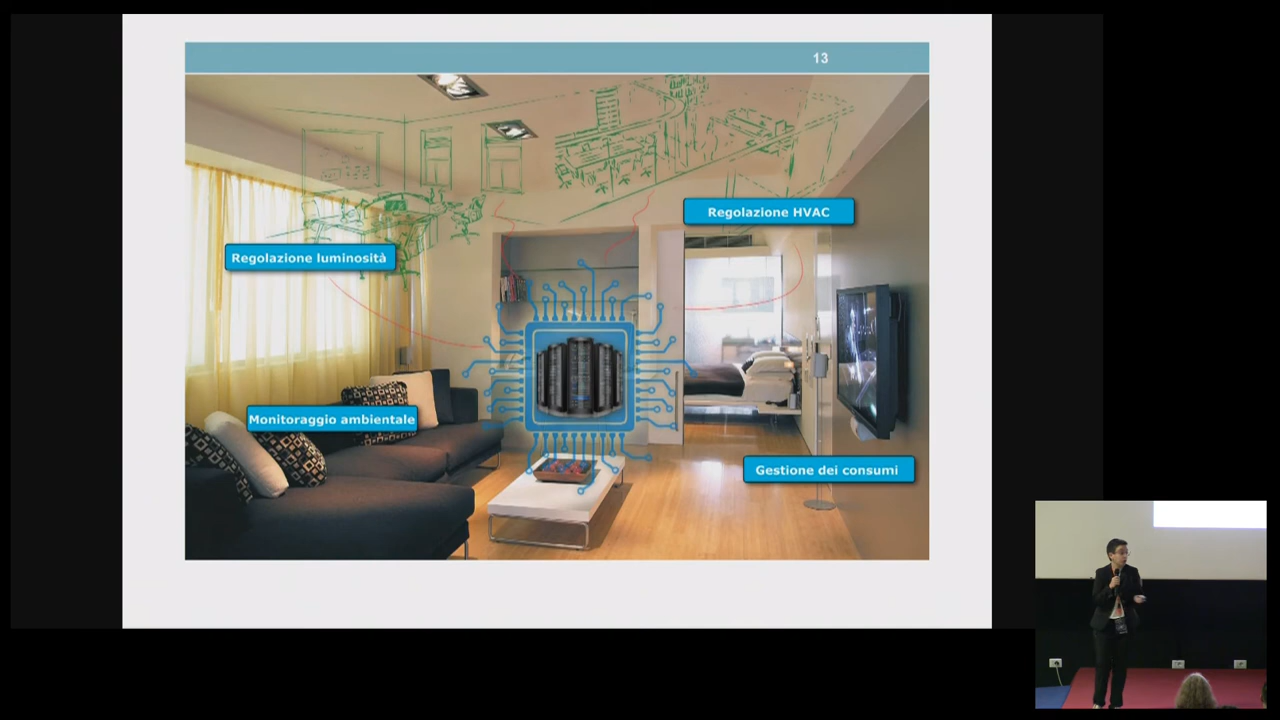 13
Regolazione HVAC
Regolazione luminosità
Monitoraggio ambientale
Gestione dei consumi